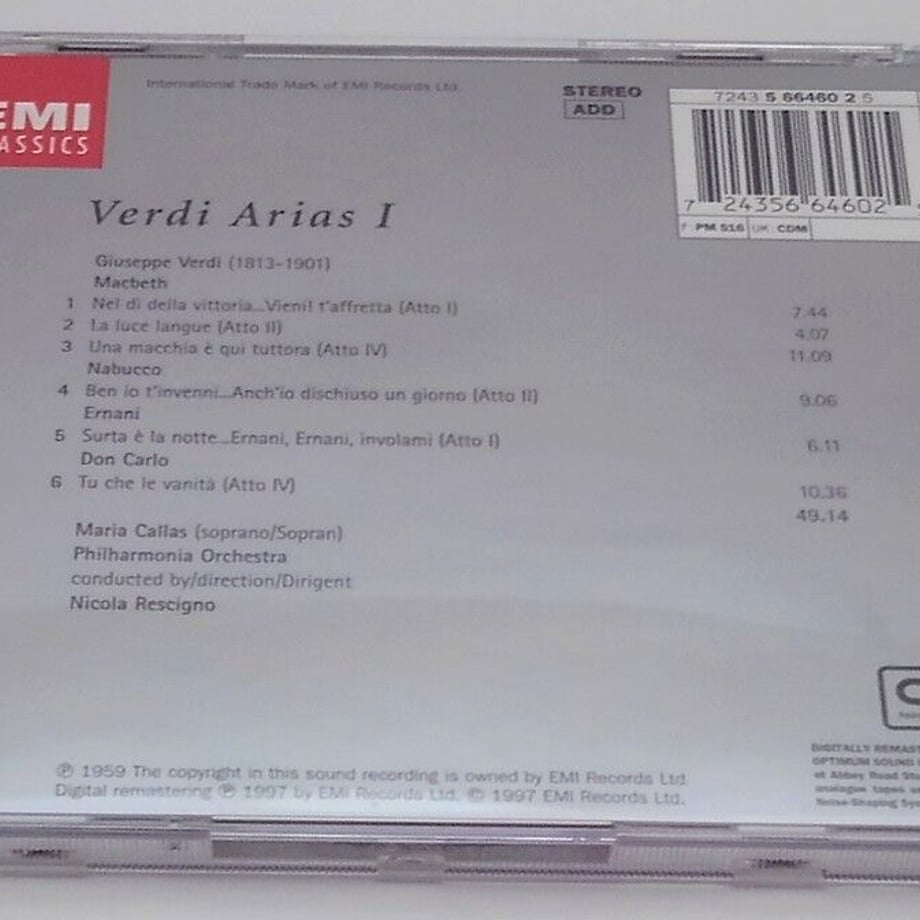 EMI
CLASSICS
International Trade Mark of EMI Records Ltd.
STEREO
ADD
7243 5 66460 2 5
7 24356 64602
F PM 516 UK: CDM
Verdi Arias I
Giuseppe Verdi (1813-1901)
Macbeth
1 Nel dì della vittoria...Vieni! t'affretta (Atto I) 7.44
2 La luce langue (Atto II) 4.07
3 Una macchia è qui tuttora (Atto IV) 11.09
Nabucco
4 Ben io t'invenni...Anch'io dischiuso un giorno (Atto II) 9.06
Ernani
5 Surta è la notte...Ernani, Ernani, involami (Atto I) 6.11
Don Carlo
6 Tu che le vanità (Atto IV) 10.36
49.14
Maria Callas (soprano/Sopran)
Philharmonia Orchestra
conducted by/direction/Dirigent
Nicola Rescigno
℗ 1959 The copyright in this sound recording is owned by EMI Records Ltd.
Digital remastering ℗ 1997 by EMI Records Ltd. © 1997 EMI Records Ltd.
DIGITALLY
OPTIMUM SOUND
at Abbey Road
analogue tapes
Noise-Shaping